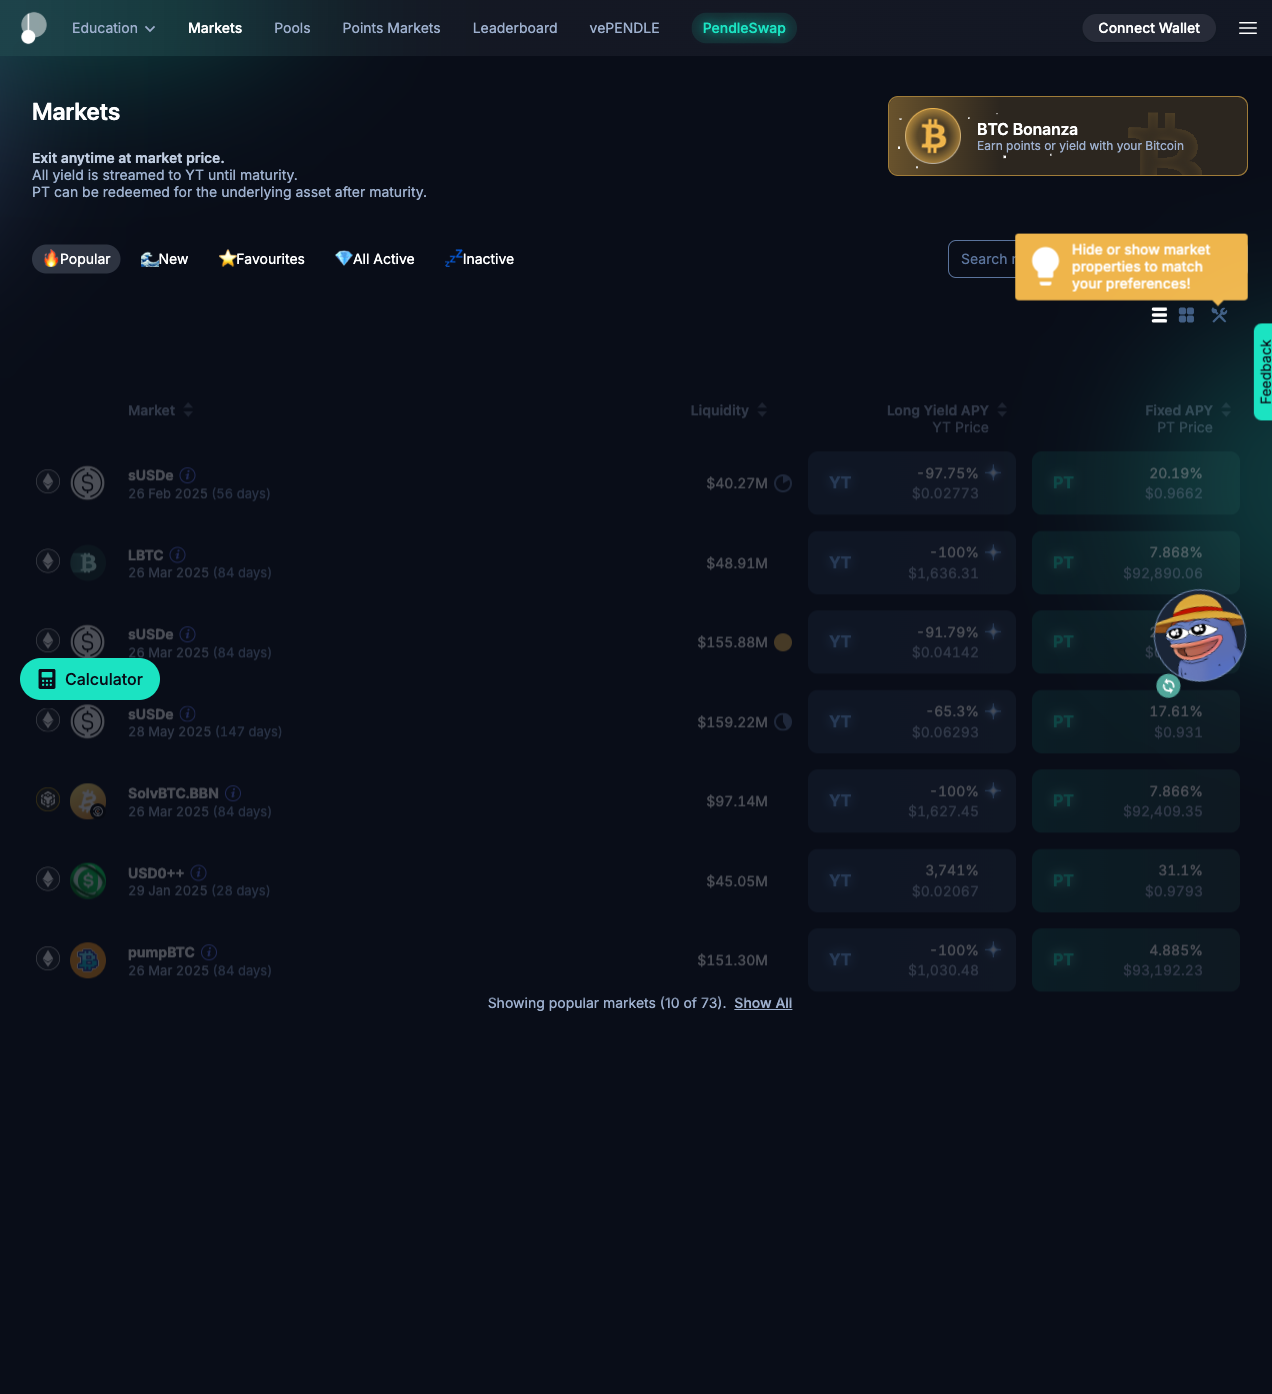 Education
Markets
Pools
Points Markets
Leaderboard
vePENDLE
PendleSwap
Connect Wallet
Markets
Exit anytime at market price.
All yield is streamed to YT until maturity.
PT can be redeemed for the underlying asset after maturity.
BTC Bonanza
Earn points or yield with your Bitcoin
🔥Popular
🌊New
⭐Favourites
💎All Active
💤Inactive
Search
Hide or show market
properties to match
your preferences!
Feedback
Market
Liquidity
Long Yield APY
YT Price
Fixed APY
PT Price
sUSDe
26 Feb 2025 (56 days)
$40.27M
YT
-97.75%
$0.02773
PT
20.19%
$0.9662
LBTC
26 Mar 2025 (84 days)
$48.91M
YT
-100%
$1,636.31
PT
7.868%
$92,890.06
sUSDe
26 Mar 2025 (84 days)
$155.88M
YT
-91.79%
$0.04142
PT
Calculator
sUSDe
28 May 2025 (147 days)
$159.22M
YT
-65.3%
$0.06293
PT
17.61%
$0.931
SolvBTC.BBN
26 Mar 2025 (84 days)
$97.14M
YT
-100%
$1,627.45
PT
7.866%
$92,409.35
USD0++
29 Jan 2025 (28 days)
$45.05M
YT
3,741%
$0.02067
PT
31.1%
$0.9793
pumpBTC
26 Mar 2025 (84 days)
$151.30M
YT
-100%
$1,030.48
PT
4.885%
$93,192.23
Showing popular markets (10 of 73). Show All